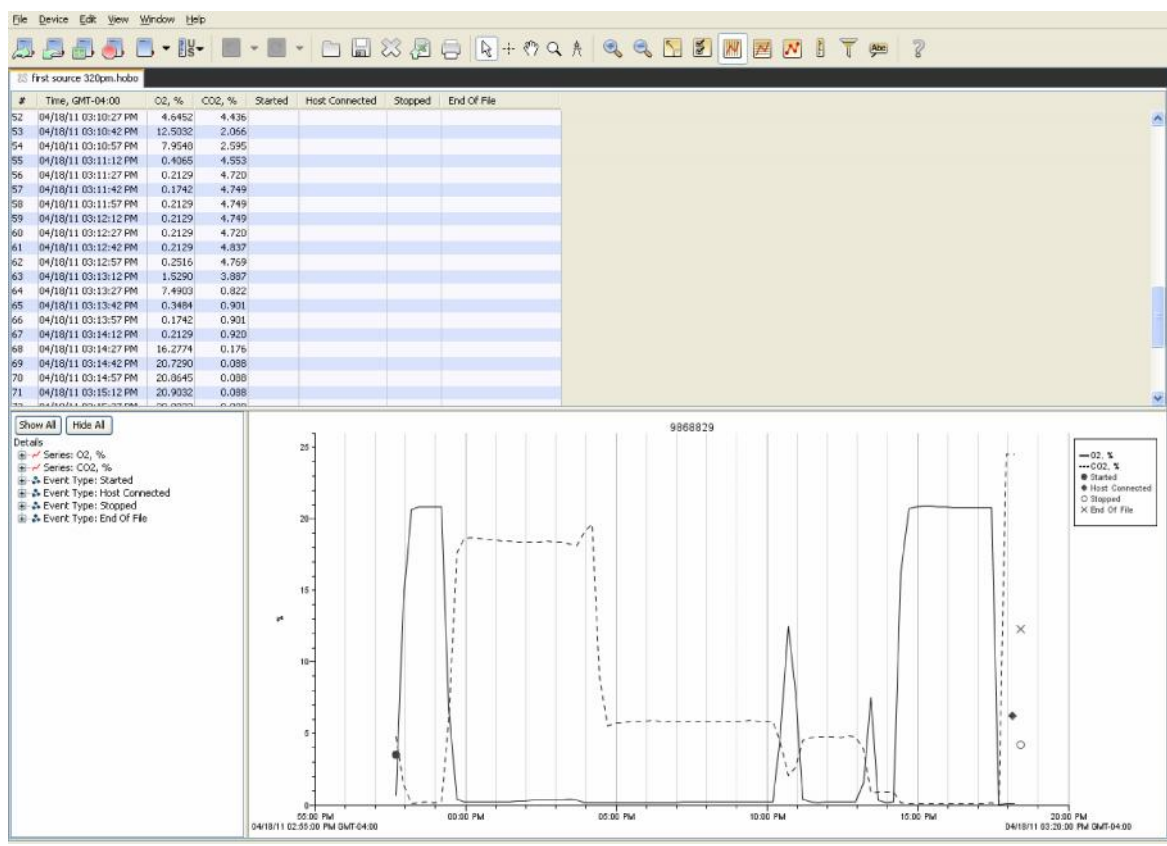 File Device Edit View Window Help
Abc
first source 320pm.hobo
# Time, GMT-04:00 O2, % CO2, % Started Host Connected Stopped End Of File
52 04/18/11 03:10:27 PM 4.6452 4.436
53 04/18/11 03:10:42 PM 12.5032 2.066
54 04/18/11 03:10:57 PM 7.9548 2.595
55 04/18/11 03:11:12 PM 0.4065 4.553
56 04/18/11 03:11:27 PM 0.2129 4.720
57 04/18/11 03:11:42 PM 0.1742 4.749
58 04/18/11 03:11:57 PM 0.2129 4.749
59 04/18/11 03:12:12 PM 0.2129 4.749
60 04/18/11 03:12:27 PM 0.2129 4.720
61 04/18/11 03:12:42 PM 0.2129 4.837
62 04/18/11 03:12:57 PM 0.2516 4.769
63 04/18/11 03:13:12 PM 1.5290 3.887
64 04/18/11 03:13:27 PM 7.4903 0.822
65 04/18/11 03:13:42 PM 0.3484 0.901
66 04/18/11 03:13:57 PM 0.1742 0.901
67 04/18/11 03:14:12 PM 0.2129 0.920
68 04/18/11 03:14:27 PM 16.2774 0.176
69 04/18/11 03:14:42 PM 20.7290 0.088
70 04/18/11 03:14:57 PM 20.8645 0.088
71 04/18/11 03:15:12 PM 20.9032 0.088
Show All Hide All
Details
Series: O2, %
Series: CO2, %
Event Type: Started
Event Type: Host Connected
Event Type: Stopped
Event Type: End Of File
9868829
25
20
15
%
10
5
0
O2, %
CO2, %
Started
Host Connected
Stopped
End Of File
55:00 PM 00:00 PM 05:00 PM 10:00 PM 15:00 PM 20:00 PM
04/18/11 02:55:00 PM GMT-04:00 04/18/11 03:20:00 PM GMT-04:00